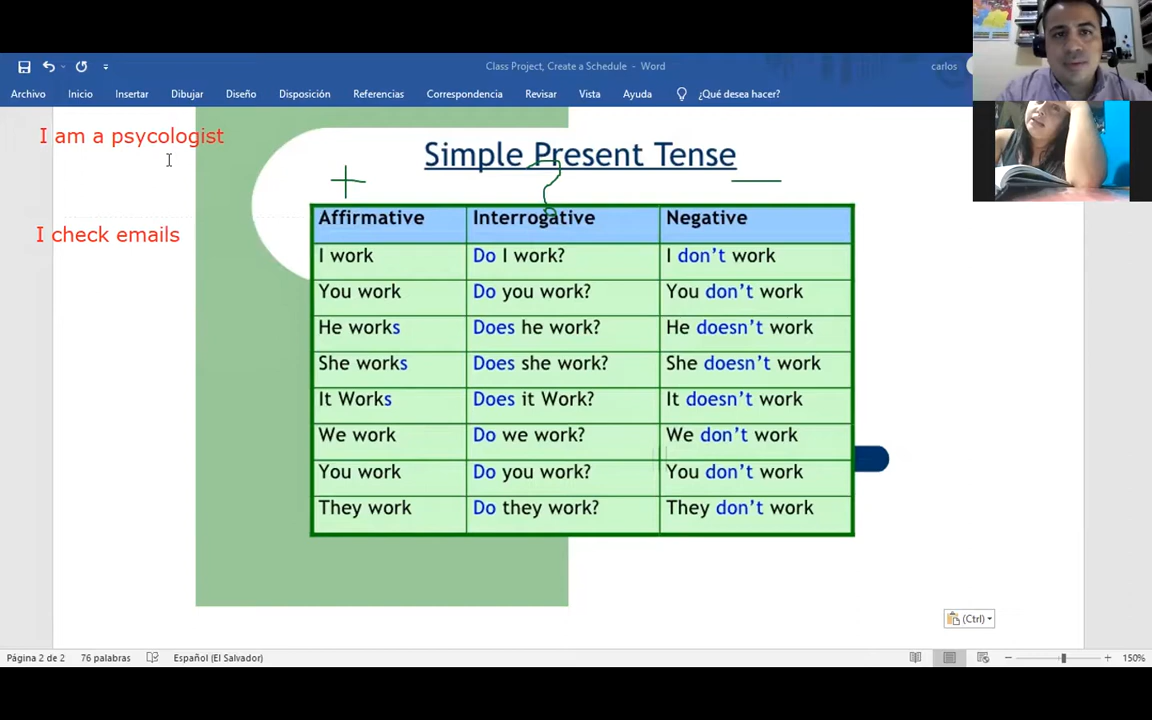 Class Project, Create a Schedule - Word
carlos
Archivo Inicio Insertar Dibujar Diseño Disposición Referencias Correspondencia Revisar Vista Ayuda ¿Qué desea hacer?
I am a psycologist
I check emails
Simple Present Tense
+ ? —
Affirmative Interrogative Negative
I work Do I work? I don't work
You work Do you work? You don't work
He works Does he work? He doesn't work
She works Does she work? She doesn't work
It Works Does it Work? It doesn't work
We work Do we work? We don't work
You work Do you work? You don't work
They work Do they work? They don't work
(Ctrl)
Página 2 de 2 76 palabras Español (El Salvador) 150%